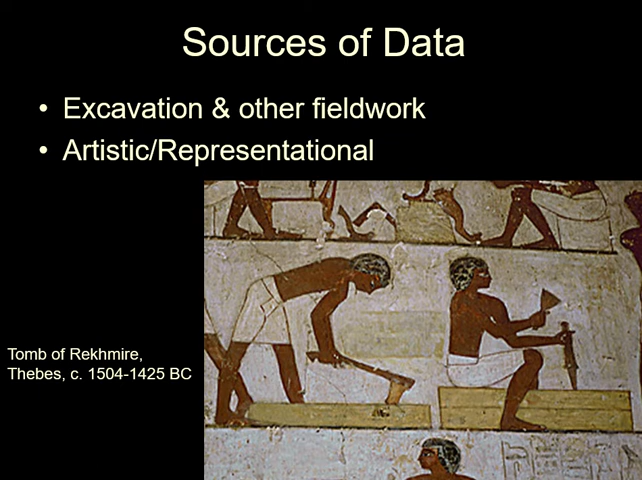 Sources of Data
• Excavation & other fieldwork
• Artistic/Representational
Tomb of Rekhmire,
Thebes, c. 1504-1425 BC